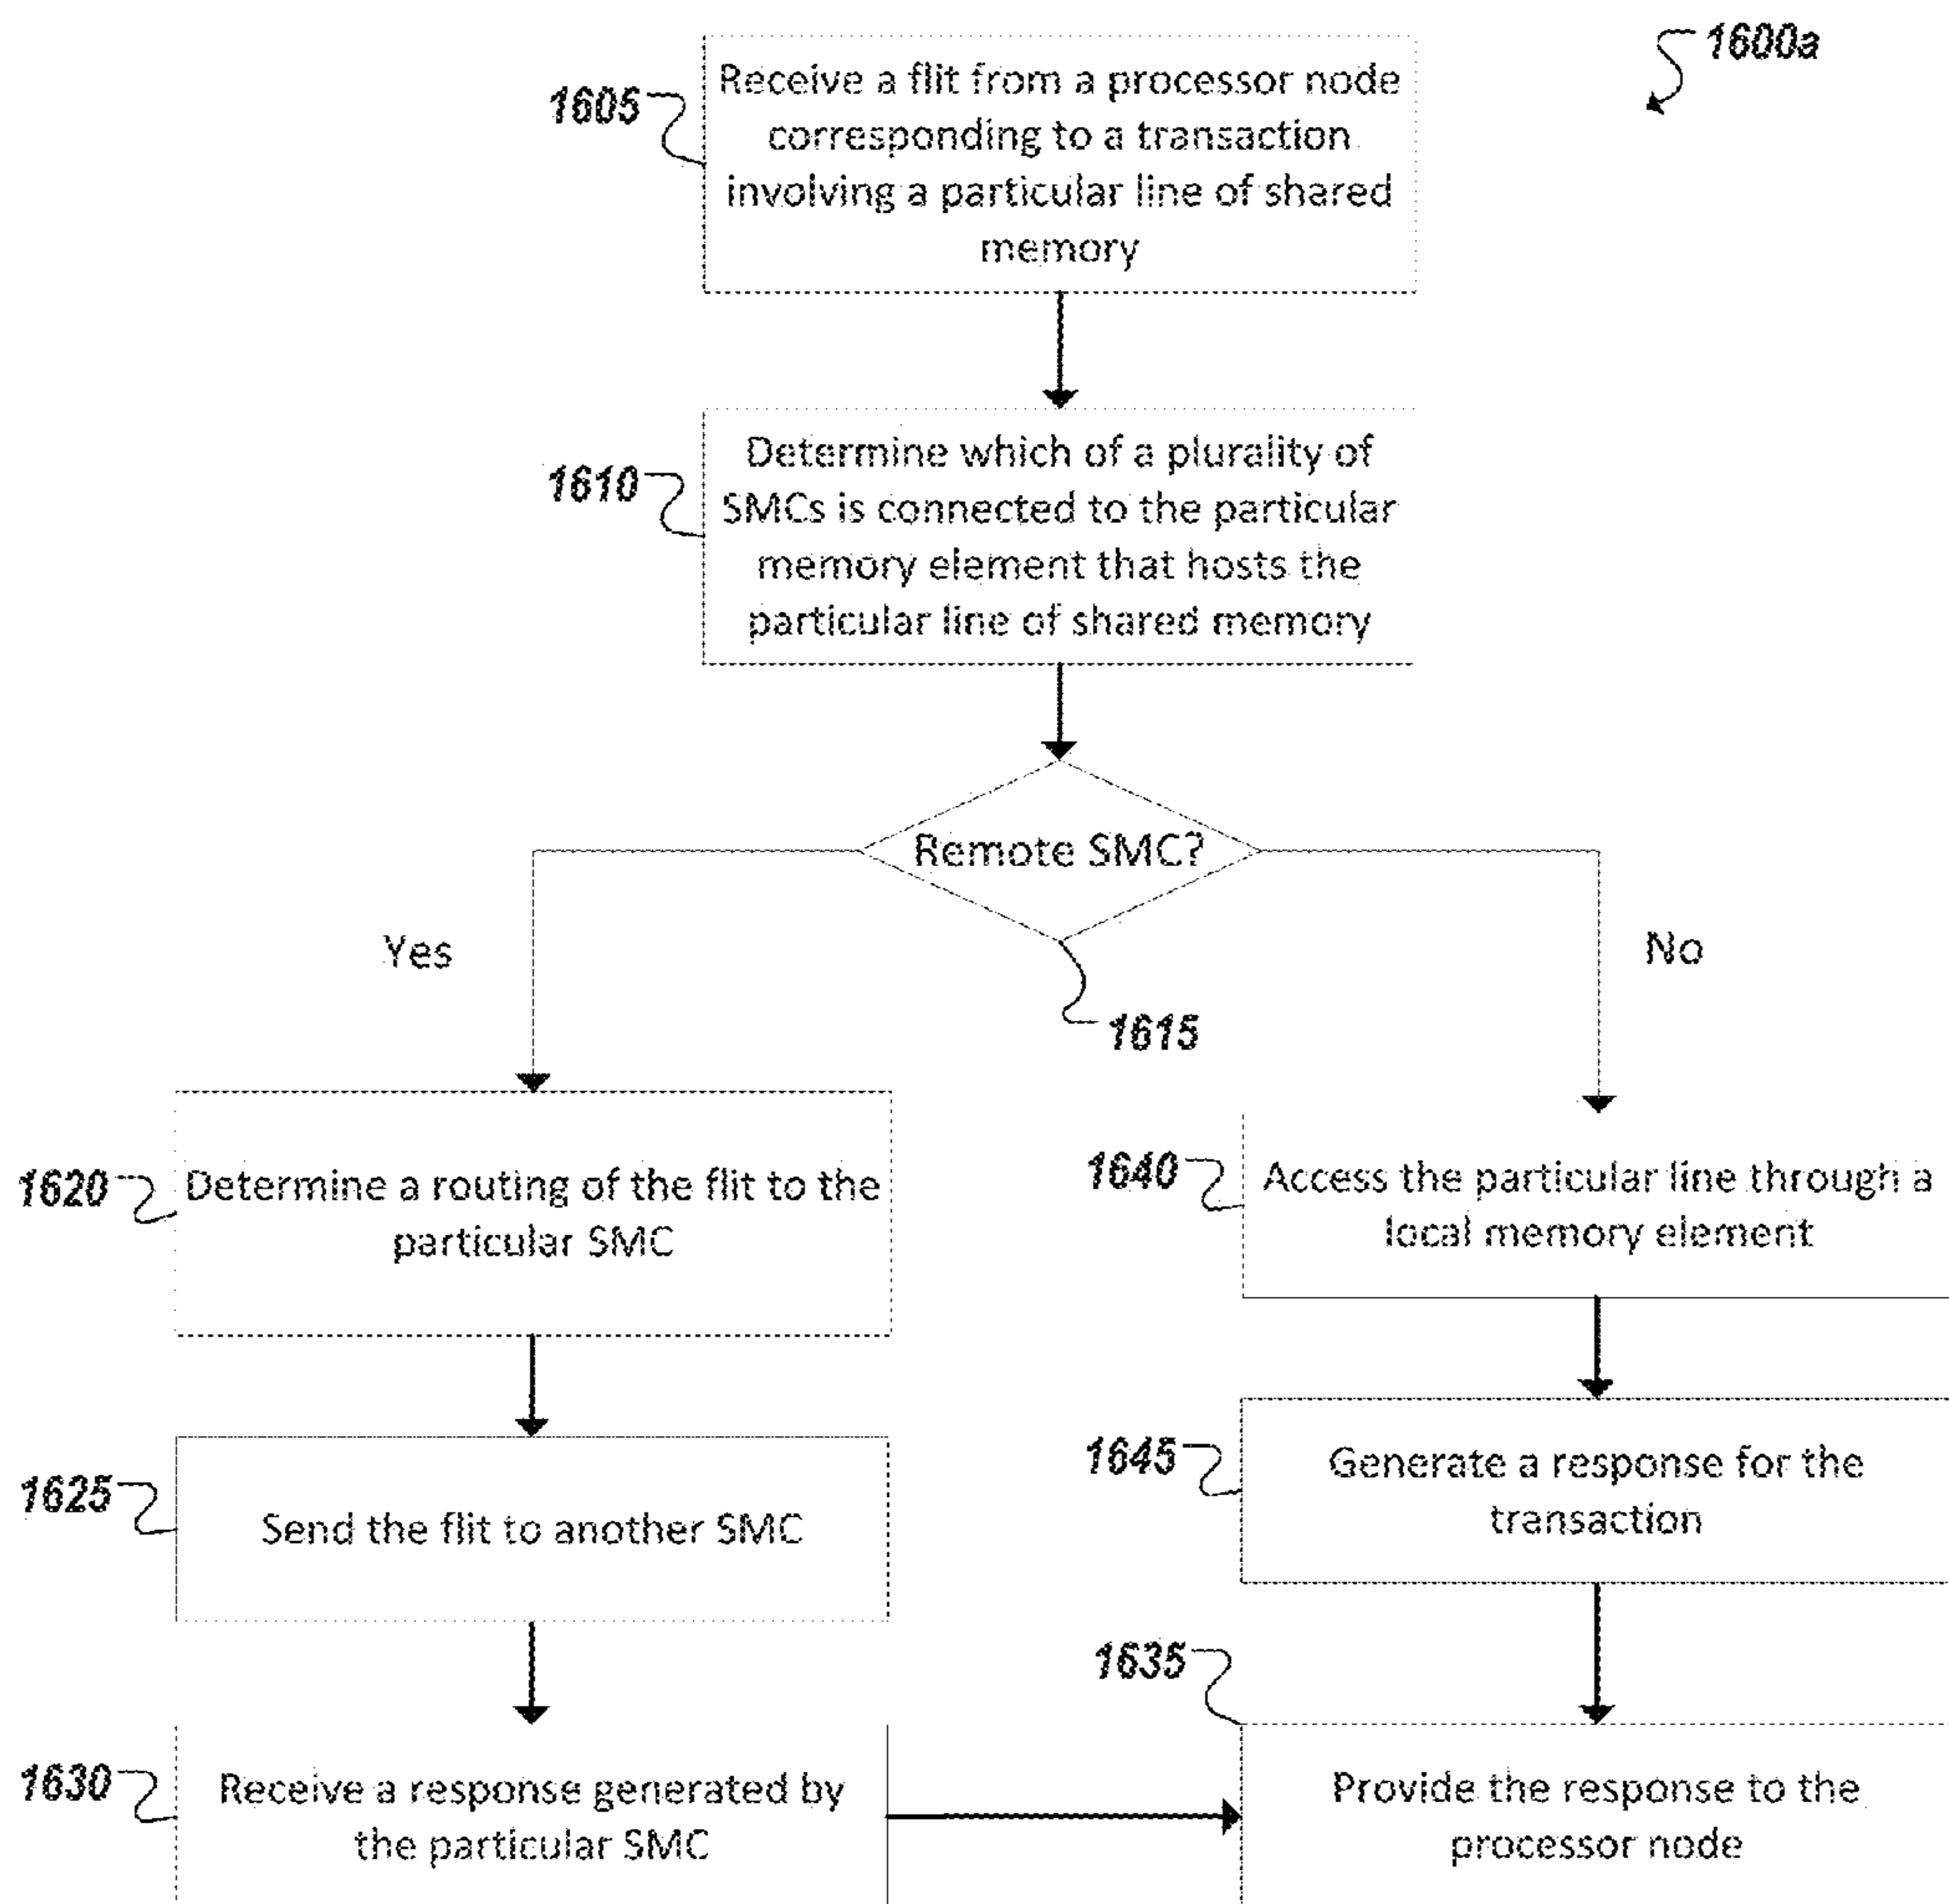 1600a
1605
Receive a flit from a processor node
corresponding to a transaction
involving a particular line of shared
memory
1610
Determine which of a plurality of
SMCs is connected to the particular
memory element that hosts the
particular line of shared memory
Remote SMC?
Yes
No
1615
1620
Determine a routing of the flit to the
particular SMC
1640
Access the particular line through a
local memory element
1625
Send the flit to another SMC
1645
Generate a response for the
transaction
1630
Receive a response generated by
the particular SMC
1635
Provide the response to the
processor node